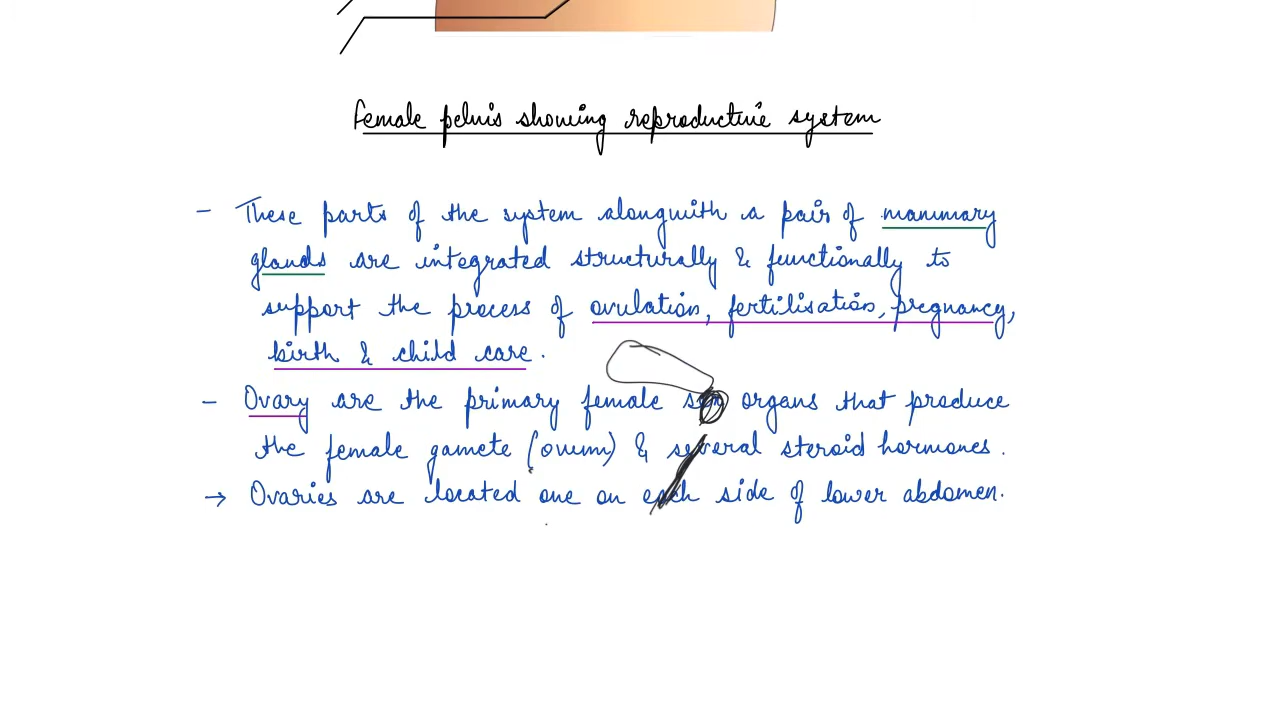 Female pelvis showing reproductive system
- These parts of the system alongwith a pair of mammary
glands are integrated structurally & functionally to
support the process of ovulation, fertilisation, pregnancy,
birth & child care.
- Ovary are the primary female sex organs that produce
the female gamete (ovum) & several steroid hormones.
→ Ovaries are located one on each side of lower abdomen.